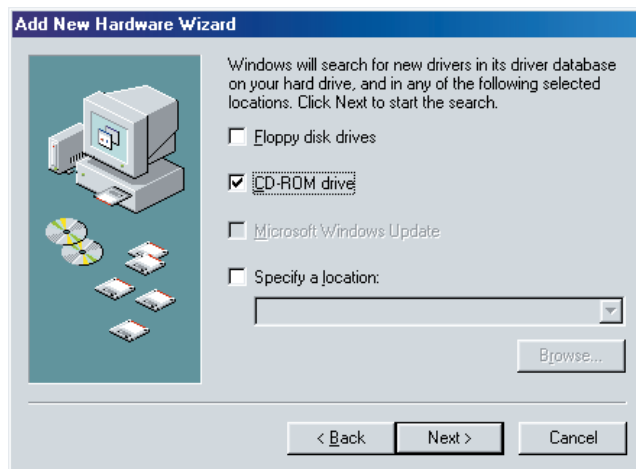 Add New Hardware Wizard
Windows will search for new drivers in its driver database
on your hard drive, and in any of the following selected
locations. Click Next to start the search.
Floppy disk drives
CD-ROM drive
Microsoft Windows Update
Specify a location:
Browse...
< Back
Next >
Cancel